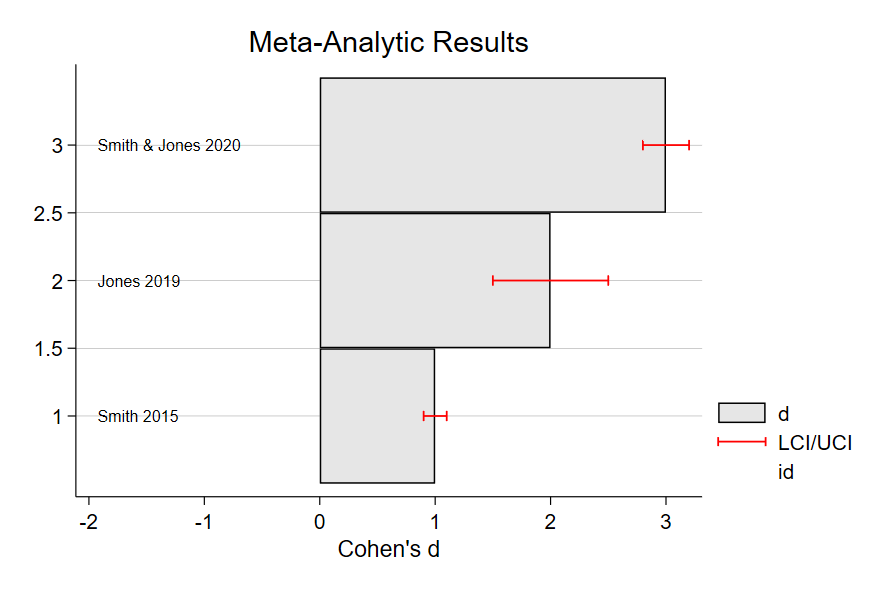 Meta-Analytic Results
3
Smith & Jones 2020
2.5
2
Jones 2019
1.5
1
Smith 2015
d
LCI/UCI
id
-2 -1 0 1 2 3
Cohen's d